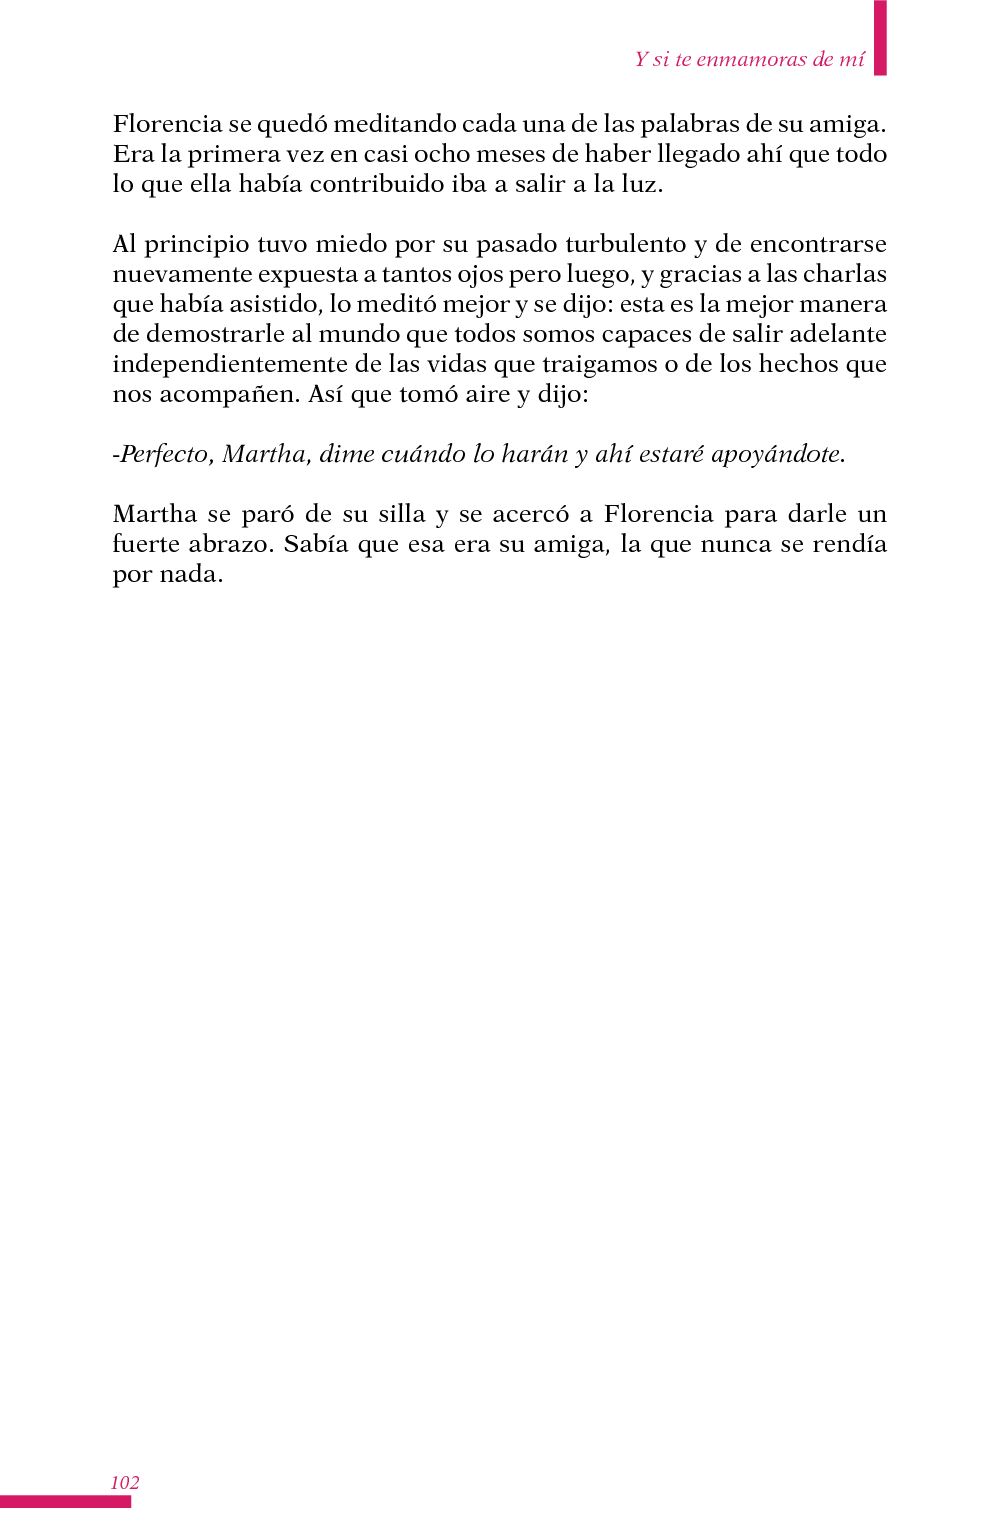 Y si te enmamoras de mí
Florencia se quedó meditando cada una de las palabras de su amiga.
Era la primera vez en casi ocho meses de haber llegado ahí que todo
lo que ella había contribuido iba a salir a la luz.
Al principio tuvo miedo por su pasado turbulento y de encontrarse
nuevamente expuesta a tantos ojos pero luego, y gracias a las charlas
que había asistido, lo meditó mejor y se dijo: esta es la mejor manera
de demostrarle al mundo que todos somos capaces de salir adelante
independientemente de las vidas que traigamos o de los hechos que
nos acompañen. Así que tomó aire y dijo:
-Perfecto, Martha, dime cuándo lo harán y ahí estaré apoyándote.
Martha se paró de su silla y se acercó a Florencia para darle un
fuerte abrazo. Sabía que esa era su amiga, la que nunca se rendía
por nada.
102